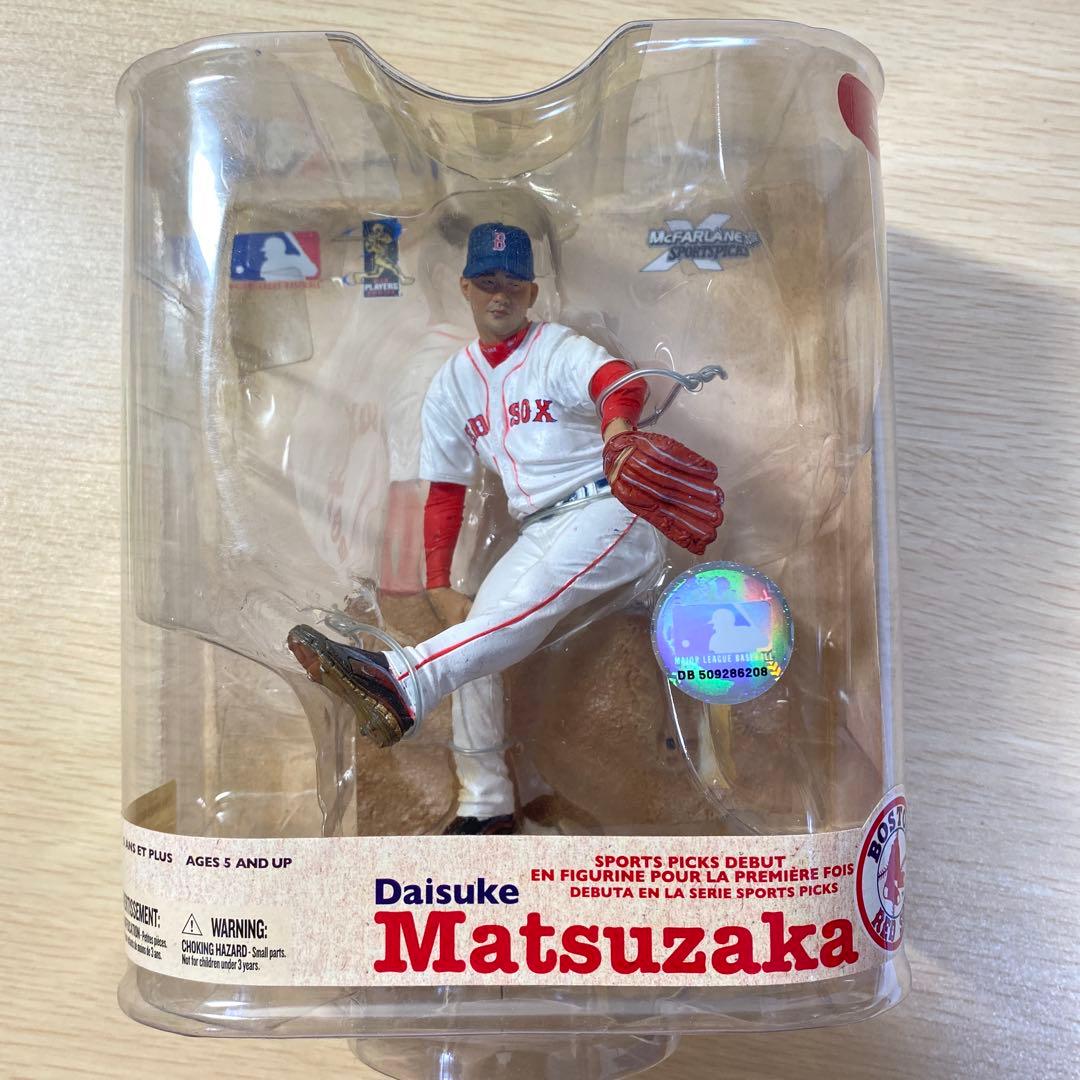 McFARLANE
SPORTSPICKS
PLAYERS
B
SOX
MAJOR LEAGUE BASEBALL
DB 509286208
ANS ET PLUS AGES 5 AND UP
SPORTS PICKS DEBUT
EN FIGURINE POUR LA PREMIÈRE FOIS
DEBUTA EN LA SERIE SPORTS PICKS
Daisuke
Matsuzaka
WARNING:
CHOKING HAZARD - Small parts.
Not for children under 3 years.
BOSTON
RED